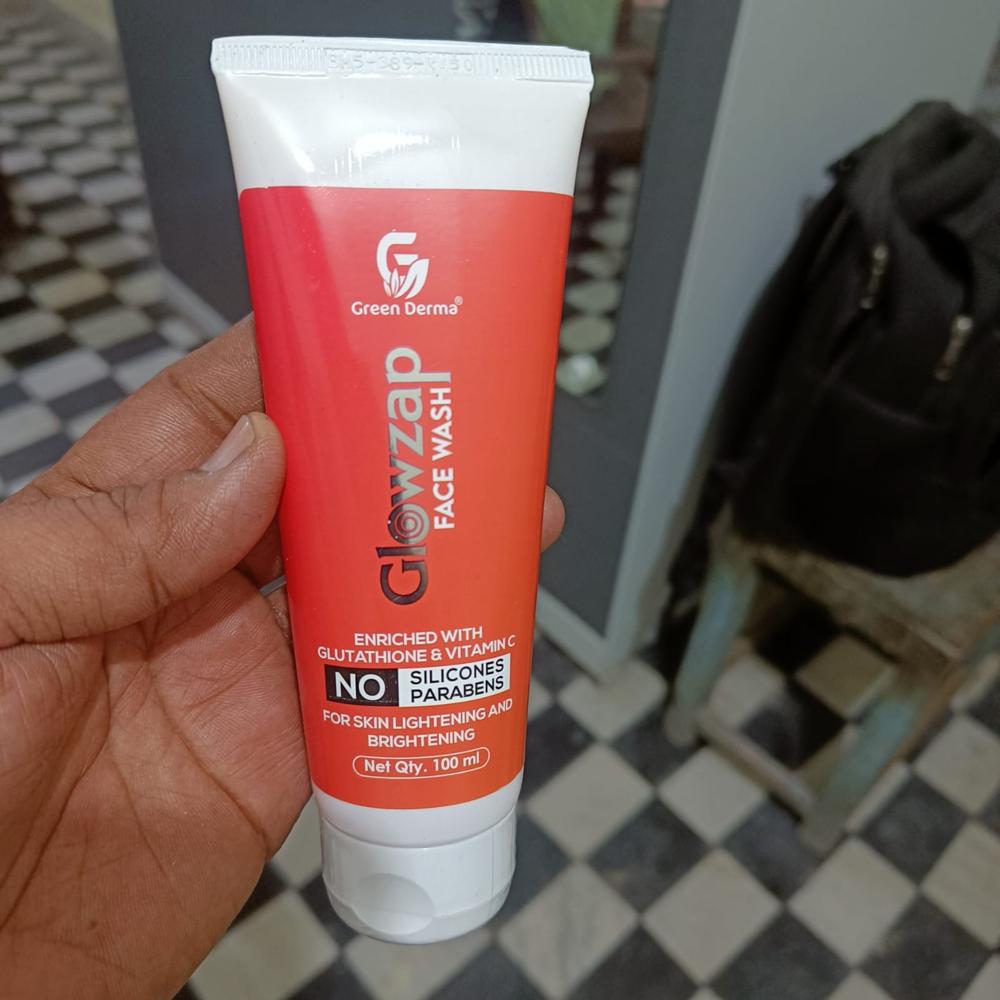 Green Derma®
Glowzap
FACE WASH
ENRICHED WITH
GLUTATHIONE & VITAMIN C
NO SILICONES
PARABENS
FOR SKIN LIGHTENING AND
BRIGHTENING
Net Qty. 100 ml